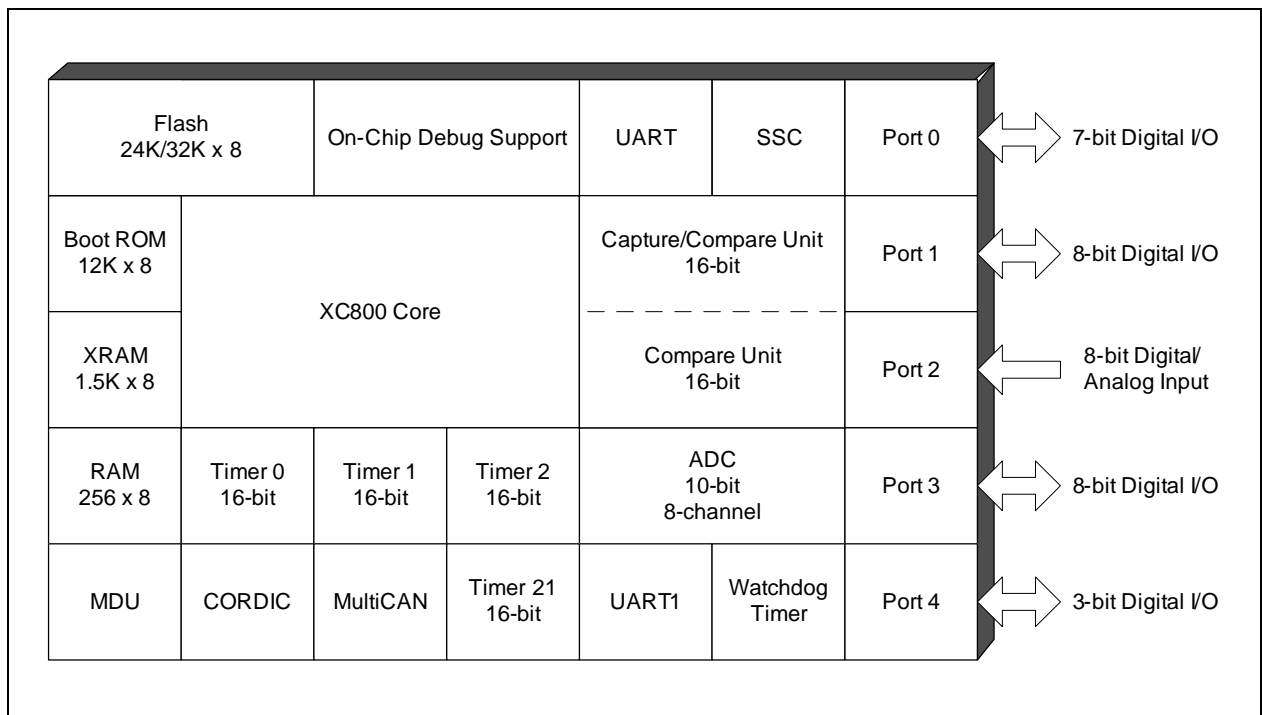 Flash
24K/32K x 8
On-Chip Debug Support
UART
SSC
Port 0
7-bit Digital I/O
Boot ROM
12K x 8
XC800 Core
Capture/Compare Unit
16-bit
Port 1
8-bit Digital I/O
XRAM
1.5K x 8
Compare Unit
16-bit
Port 2
8-bit Digital/
Analog Input
RAM
256 x 8
Timer 0
16-bit
Timer 1
16-bit
Timer 2
16-bit
ADC
10-bit
8-channel
Port 3
8-bit Digital I/O
MDU
CORDIC
MultiCAN
Timer 21
16-bit
UART1
Watchdog
Timer
Port 4
3-bit Digital I/O